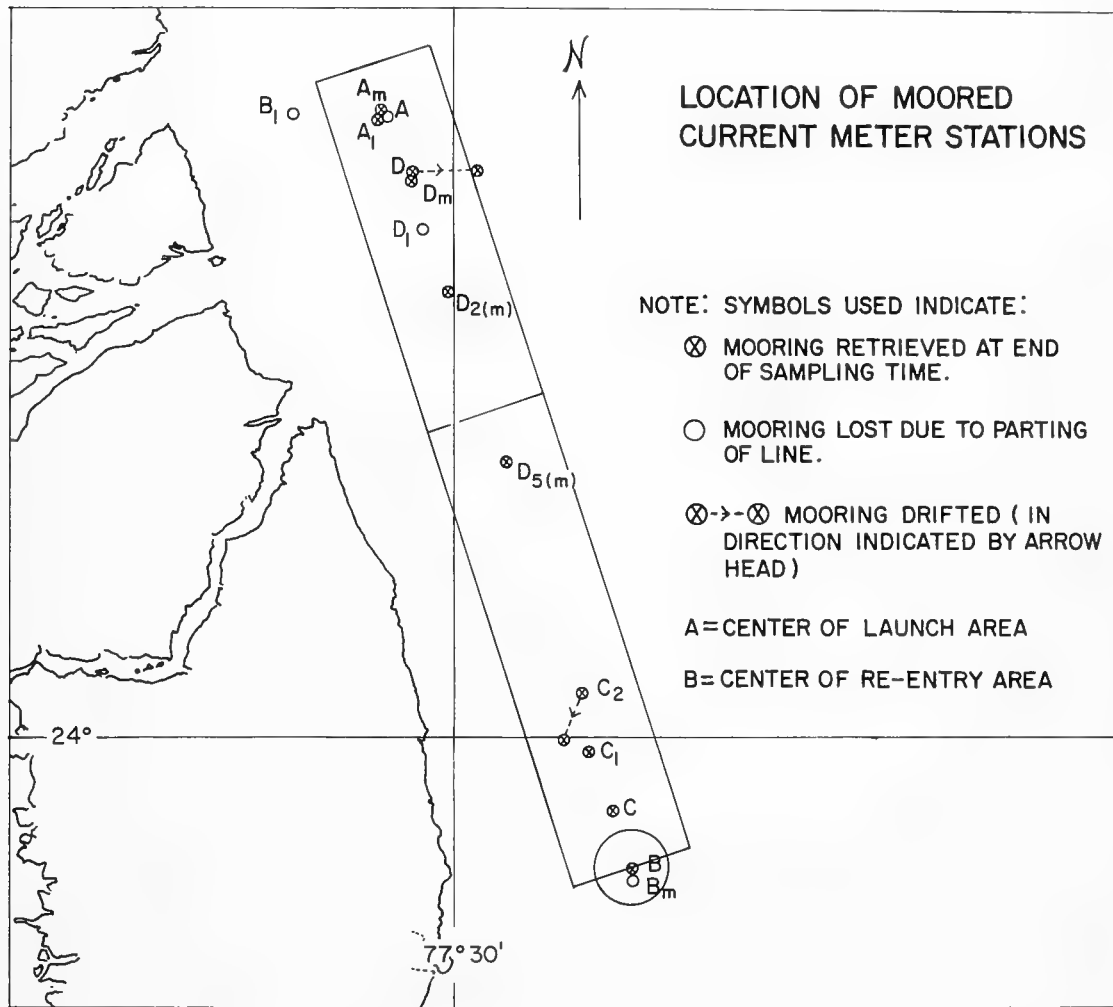 N
LOCATION OF MOORED
CURRENT METER STATIONS
Aₘ
B₁
A
A₁
D
Dₘ
D₁
D₂₍ₘ₎
NOTE: SYMBOLS USED INDICATE:
⊗ MOORING RETRIEVED AT END
OF SAMPLING TIME.
○ MOORING LOST DUE TO PARTING
OF LINE.
D₅₍ₘ₎
⊗-→-⊗ MOORING DRIFTED ( IN
DIRECTION INDICATED BY ARROW
HEAD )
A=CENTER OF LAUNCH AREA
B=CENTER OF RE-ENTRY AREA
C₂
24°
C₁
C
B
Bₘ
77°30'